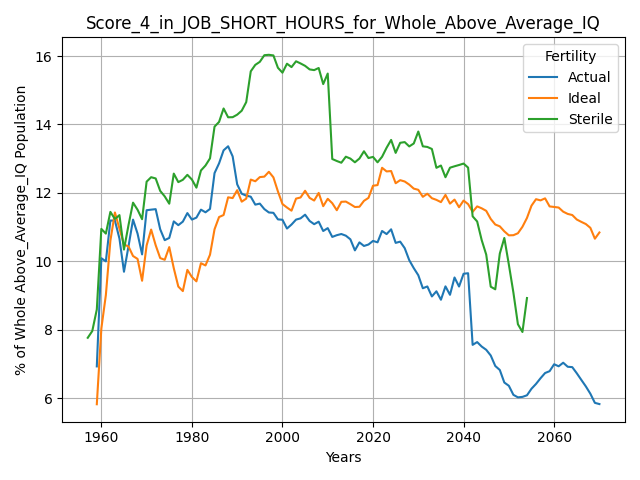 Score_4_in_JOB_SHORT_HOURS_for_Whole_Above_Average_IQ
% of Whole Above_Average_IQ Population
16
14
12
10
8
6
Fertility
Actual
Ideal
Sterile
1960 1980 2000 2020 2040 2060
Years